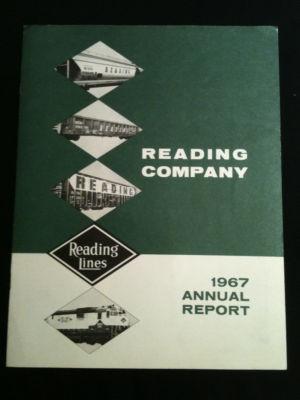 READING
READING
COMPANY
READING
Reading
Lines
1967
ANNUAL
REPORT